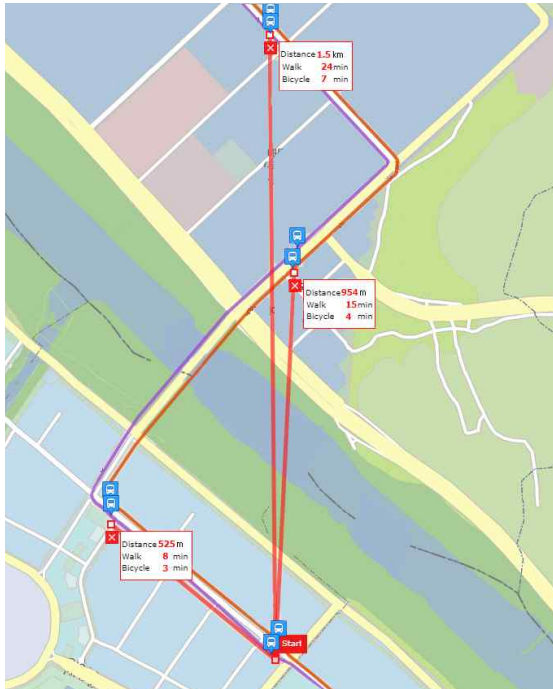 Distance 1.5 km
Walk 24 min
Bicycle 7 min
Distance 954 m
Walk 15 min
Bicycle 4 min
Distance 525 m
Walk 8 min
Bicycle 3 min
Start